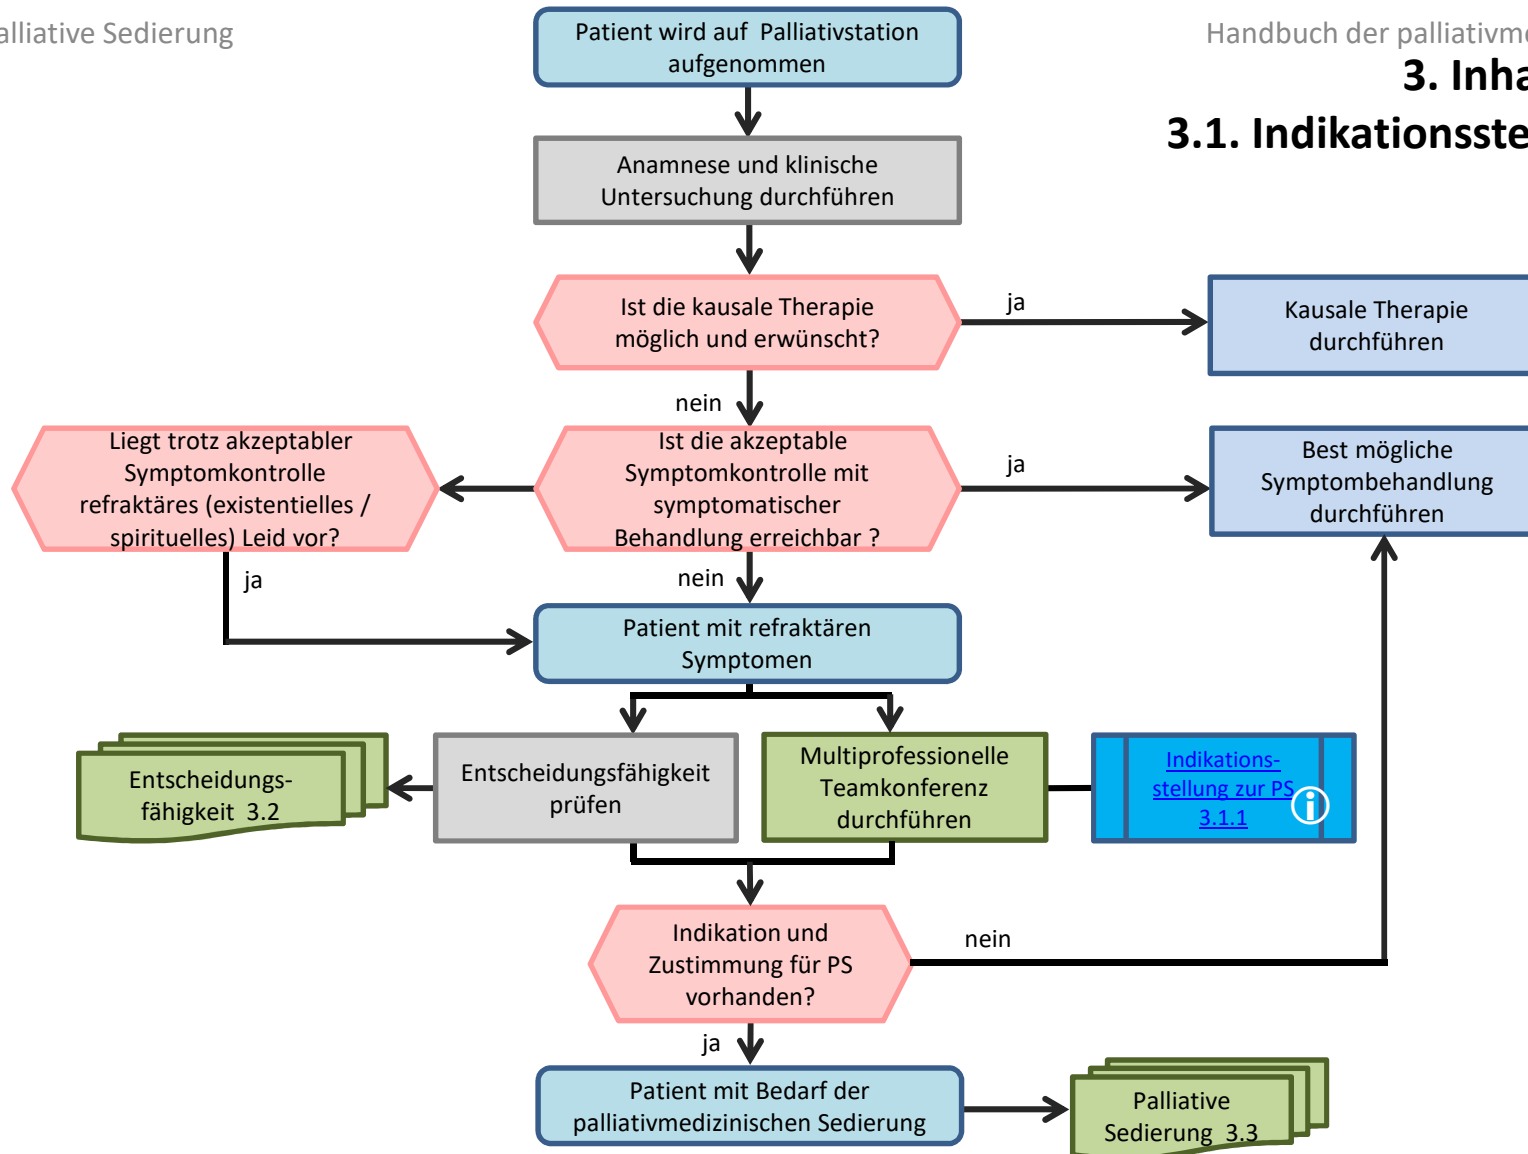 alliative Sedierung
Handbuch der palliativme
3. Inha
3.1. Indikationsste
Patient wird auf Palliativstation
aufgenommen
Anamnese und klinische
Untersuchung durchführen
Ist die kausale Therapie
möglich und erwünscht?
ja
Kausale Therapie
durchführen
nein
Liegt trotz akzeptabler
Symptomkontrolle
refraktäres (existentielles /
spirituelles) Leid vor?
Ist die akzeptable
Symptomkontrolle mit
symptomatischer
Behandlung erreichbar ?
ja
Best mögliche
Symptombehandlung
durchführen
ja
nein
Patient mit refraktären
Symptomen
Entscheidungs-
fähigkeit 3.2
Entscheidungsfähigkeit
prüfen
Multiprofessionelle
Teamkonferenz
durchführen
Indikations-
stellung zur PS
3.1.1
Indikation und
Zustimmung für PS
vorhanden?
nein
ja
Patient mit Bedarf der
palliativmedizinischen Sedierung
Palliative
Sedierung 3.3